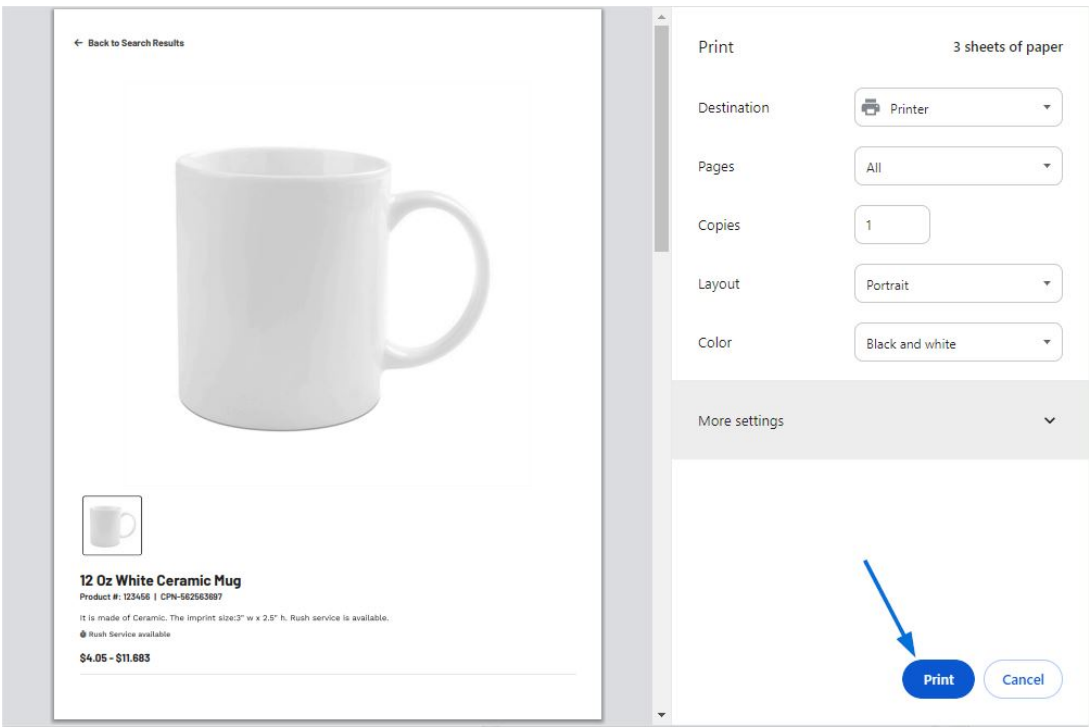 ← Back to Search Results
12 Oz White Ceramic Mug
Product #: 123456 | CPN-562563697
It is made of Ceramic. The imprint size:3" w x 2.5" h. Rush service is available.
Rush Service available
$4.05 - $11.683
Print 3 sheets of paper
Destination Printer
Pages All
Copies 1
Layout Portrait
Color Black and white
More settings
Print Cancel